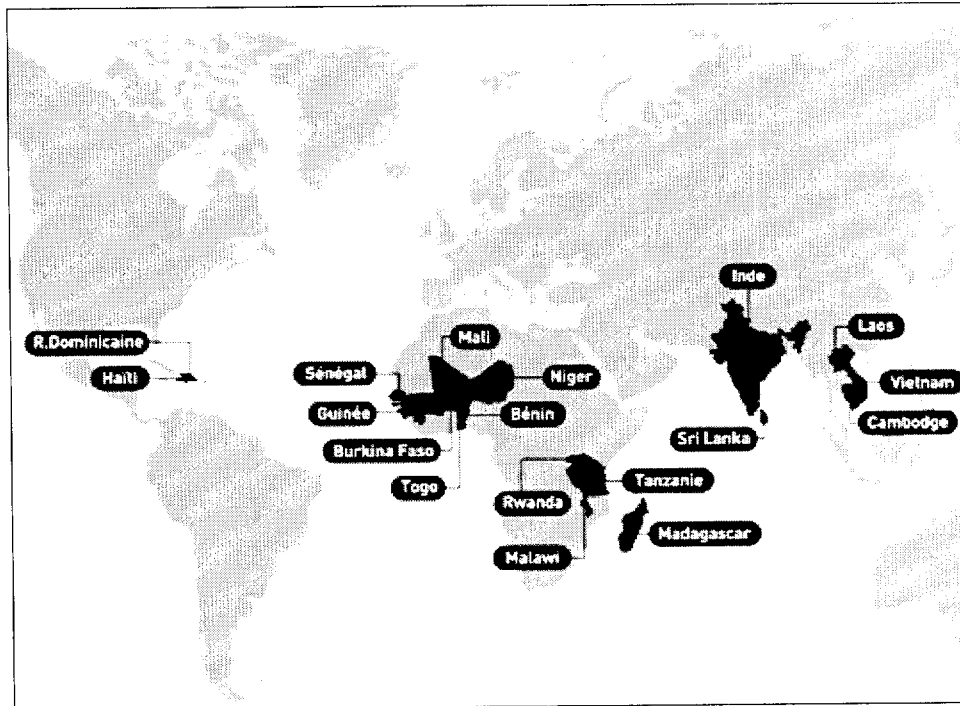 Inde
Laos
R.Dominicaine
Mali
Haïti
Sénégal
Niger
Vietnam
Guinée
Bénin
Cambodge
Burkina Faso
Sri Lanka
Togo
Rwanda
Tanzanie
Madagascar
Malawi